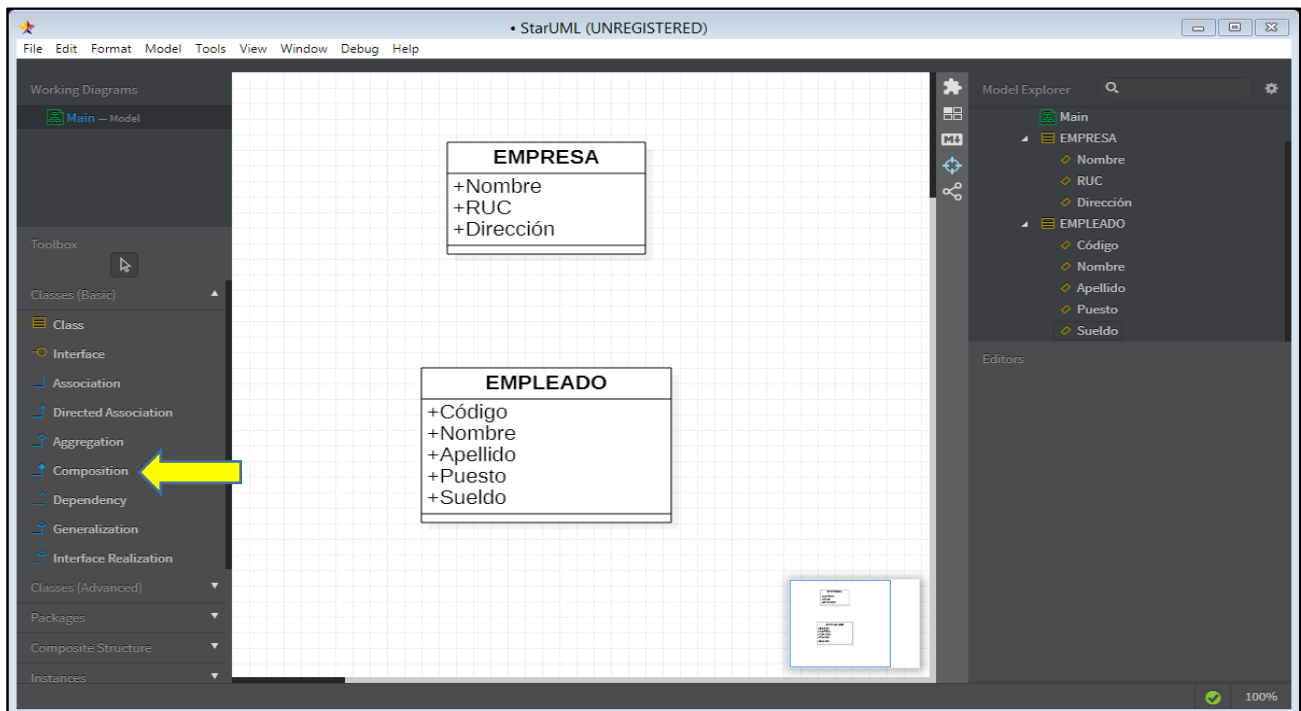 • StarUML (UNREGISTERED)
File Edit Format Model Tools View Window Debug Help
Working Diagrams
Main — Model
Toolbox
Classes (Basic)
Class
Interface
Association
Directed Association
Aggregation
Composition
Dependency
Generalization
Interface Realization
Classes (Advanced)
Packages
Composite Structure
Instances
EMPRESA
+Nombre
+RUC
+Dirección
EMPLEADO
+Código
+Nombre
+Apellido
+Puesto
+Sueldo
Model Explorer
Main
EMPRESA
Nombre
RUC
Dirección
EMPLEADO
Código
Nombre
Apellido
Puesto
Sueldo
Editors
100%